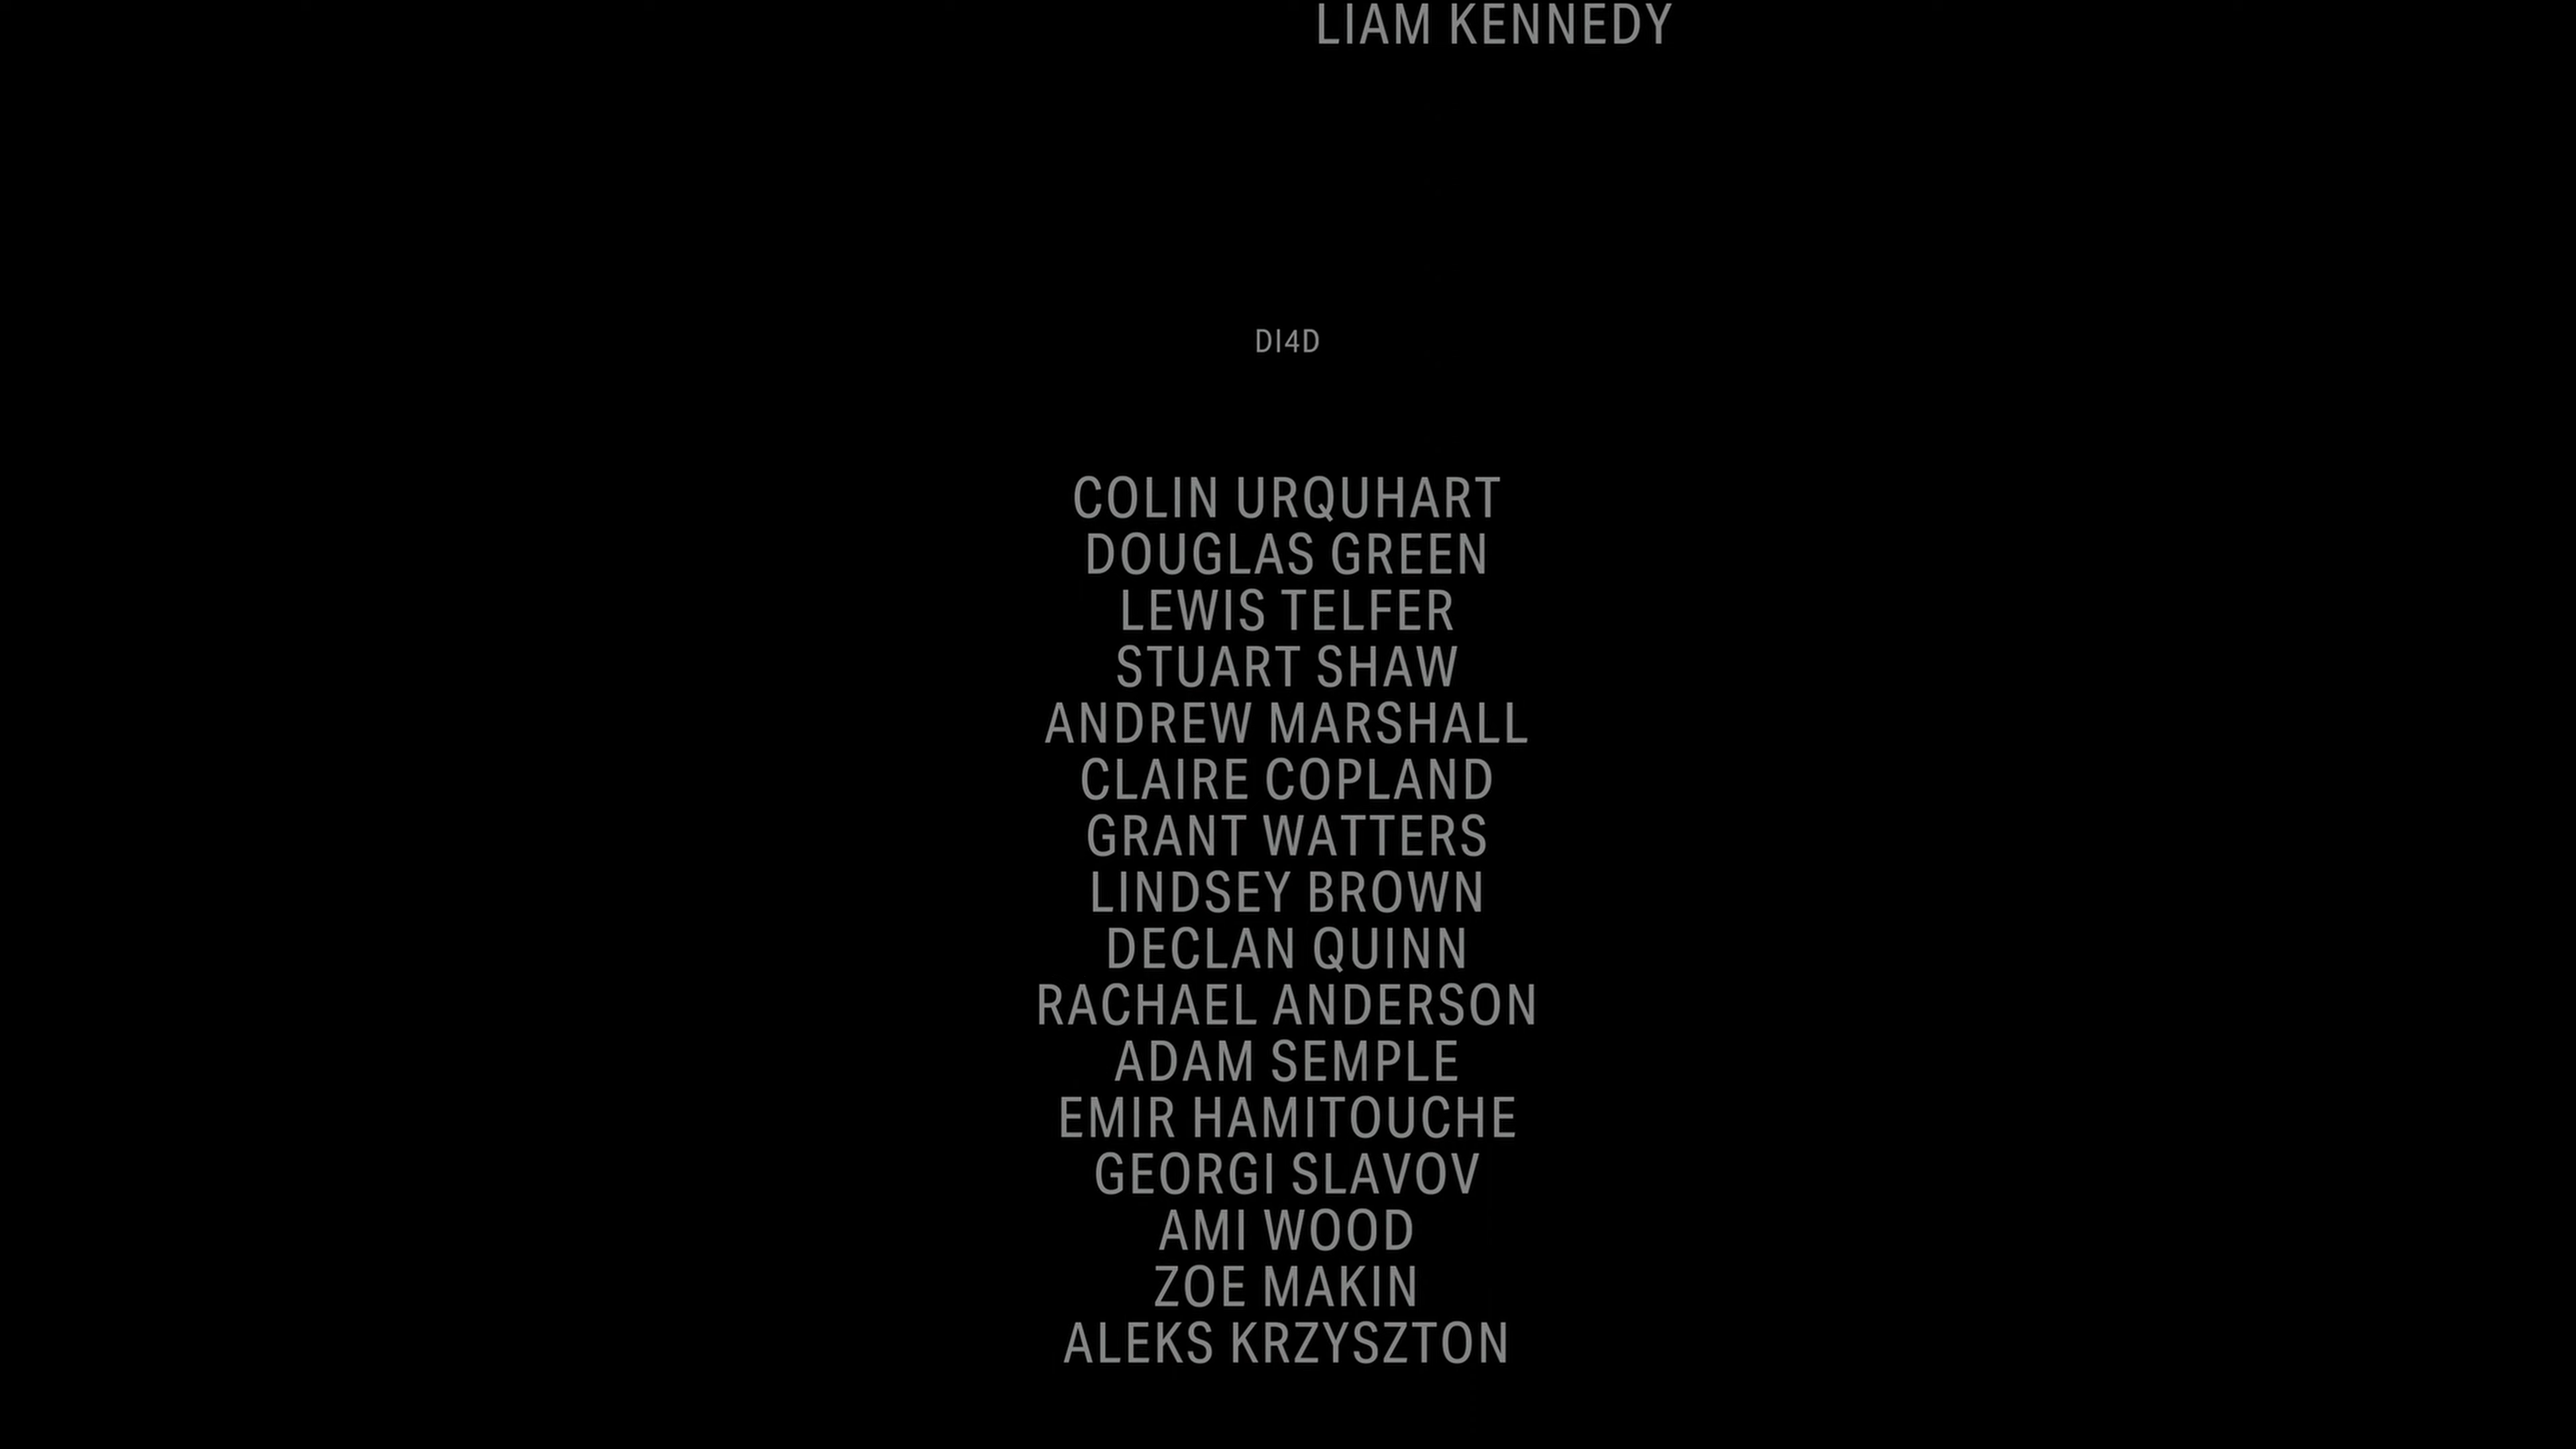 LIAM KENNEDY
DI4D
COLIN URQUHART
DOUGLAS GREEN
LEWIS TELFER
STUART SHAW
ANDREW MARSHALL
CLAIRE COPLAND
GRANT WATTERS
LINDSEY BROWN
DECLAN QUINN
RACHAEL ANDERSON
ADAM SEMPLE
EMIR HAMITOUCHE
GEORGI SLAVOV
AMI WOOD
ZOE MAKIN
ALEKS KRZYSZTON